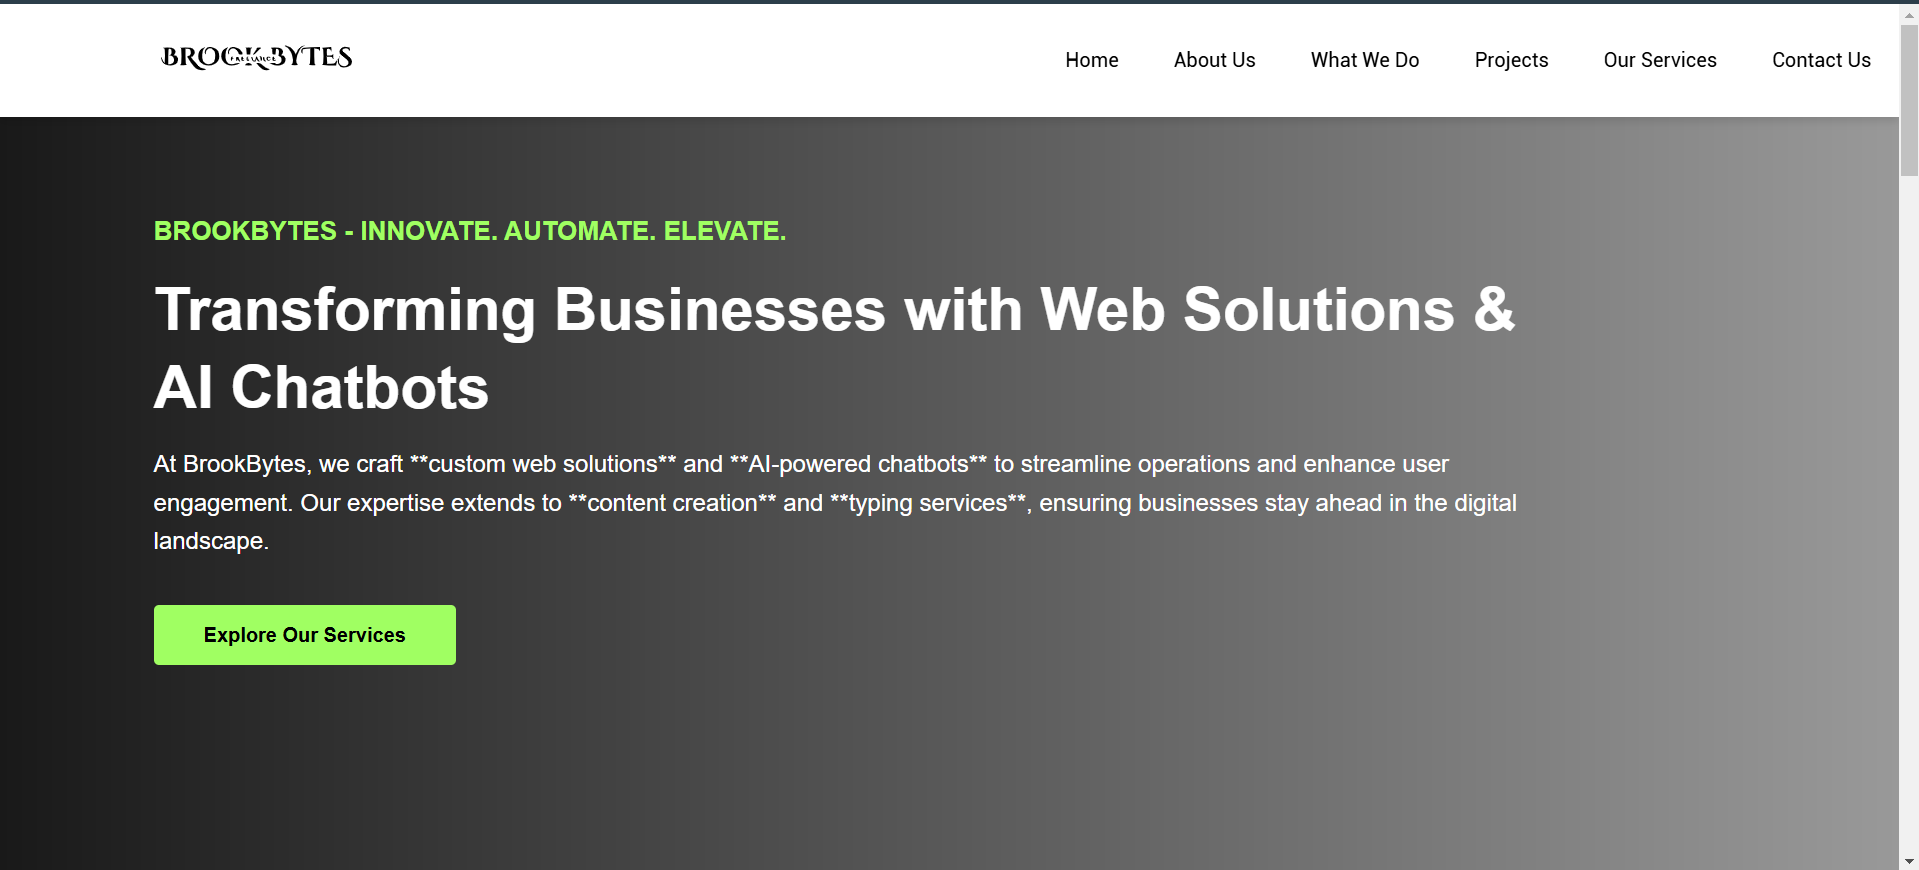 BROOKBYTES
FREELANCE
Home
About Us
What We Do
Projects
Our Services
Contact Us
BROOKBYTES - INNOVATE. AUTOMATE. ELEVATE.
Transforming Businesses with Web Solutions &
AI Chatbots
At BrookBytes, we craft **custom web solutions** and **AI-powered chatbots** to streamline operations and enhance user
engagement. Our expertise extends to **content creation** and **typing services**, ensuring businesses stay ahead in the digital
landscape.
Explore Our Services